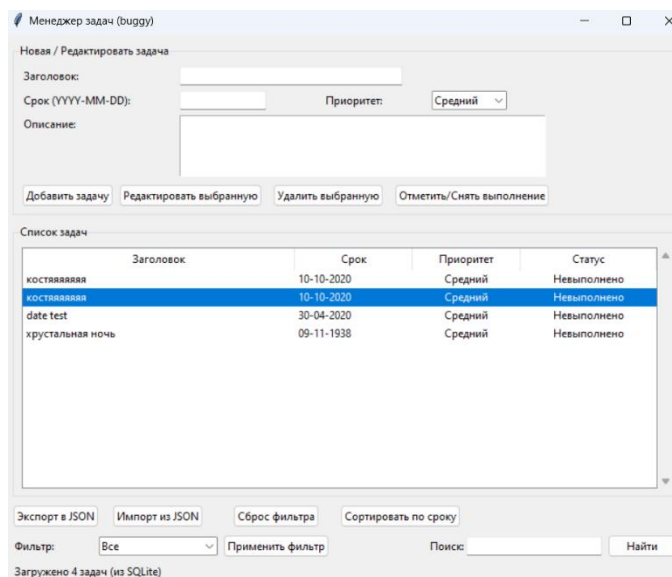 Менеджер задач (buggy)
Новая / Редактировать задача
Заголовок:
Срок (YYYY-MM-DD): Приоритет: Средний
Описание:
Добавить задачу Редактировать выбранную Удалить выбранную Отметить/Снять выполнение
Список задач
Заголовок Срок Приоритет Статус
костяяяяяяя 10-10-2020 Средний Невыполнено
костяяяяяяя 10-10-2020 Средний Невыполнено
date test 30-04-2020 Средний Невыполнено
хрустальная ночь 09-11-1938 Средний Невыполнено
Экспорт в JSON Импорт из JSON Сброс фильтра Сортировать по сроку
Фильтр: Все Применить фильтр Поиск: Найти
Загружено 4 задач (из SQLite)